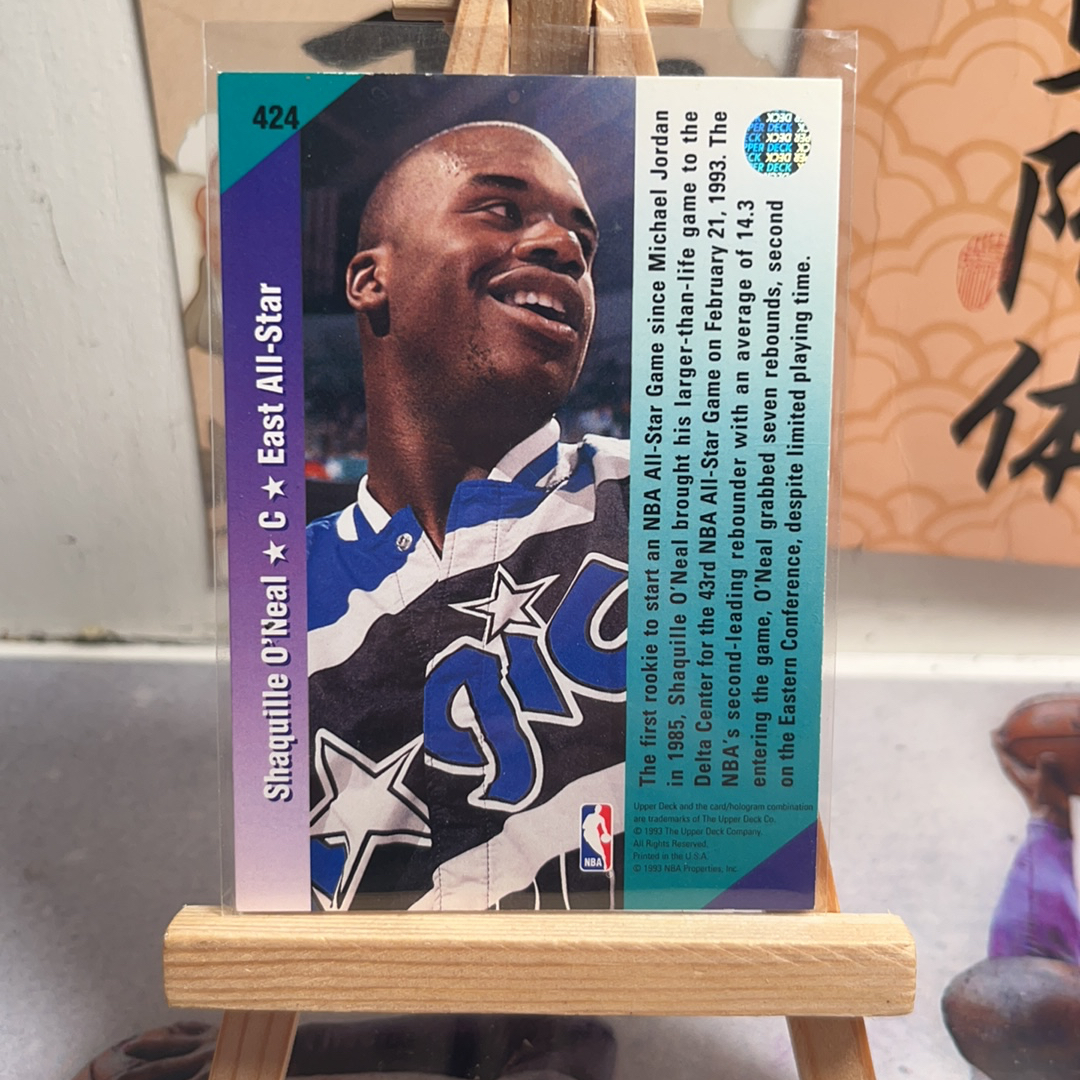 424
Shaquille O'Neal ★ C ★ East All-Star
The first rookie to start an NBA All-Star Game since Michael Jordan
in 1985, Shaquille O'Neal brought his larger-than-life game to the
Delta Center for the 43rd NBA All-Star Game on February 21, 1993. The
NBA's second-leading rebounder with an average of 14.3
entering the game, O'Neal grabbed seven rebounds, second
on the Eastern Conference, despite limited playing time.
UPPER DECK
gic
NBA
Upper Deck and the card/hologram combination
are trademarks of The Upper Deck Co.
© 1993 The Upper Deck Company.
All Rights Reserved.
Printed in the U.S.A.
© 1993 NBA Properties, Inc.
体